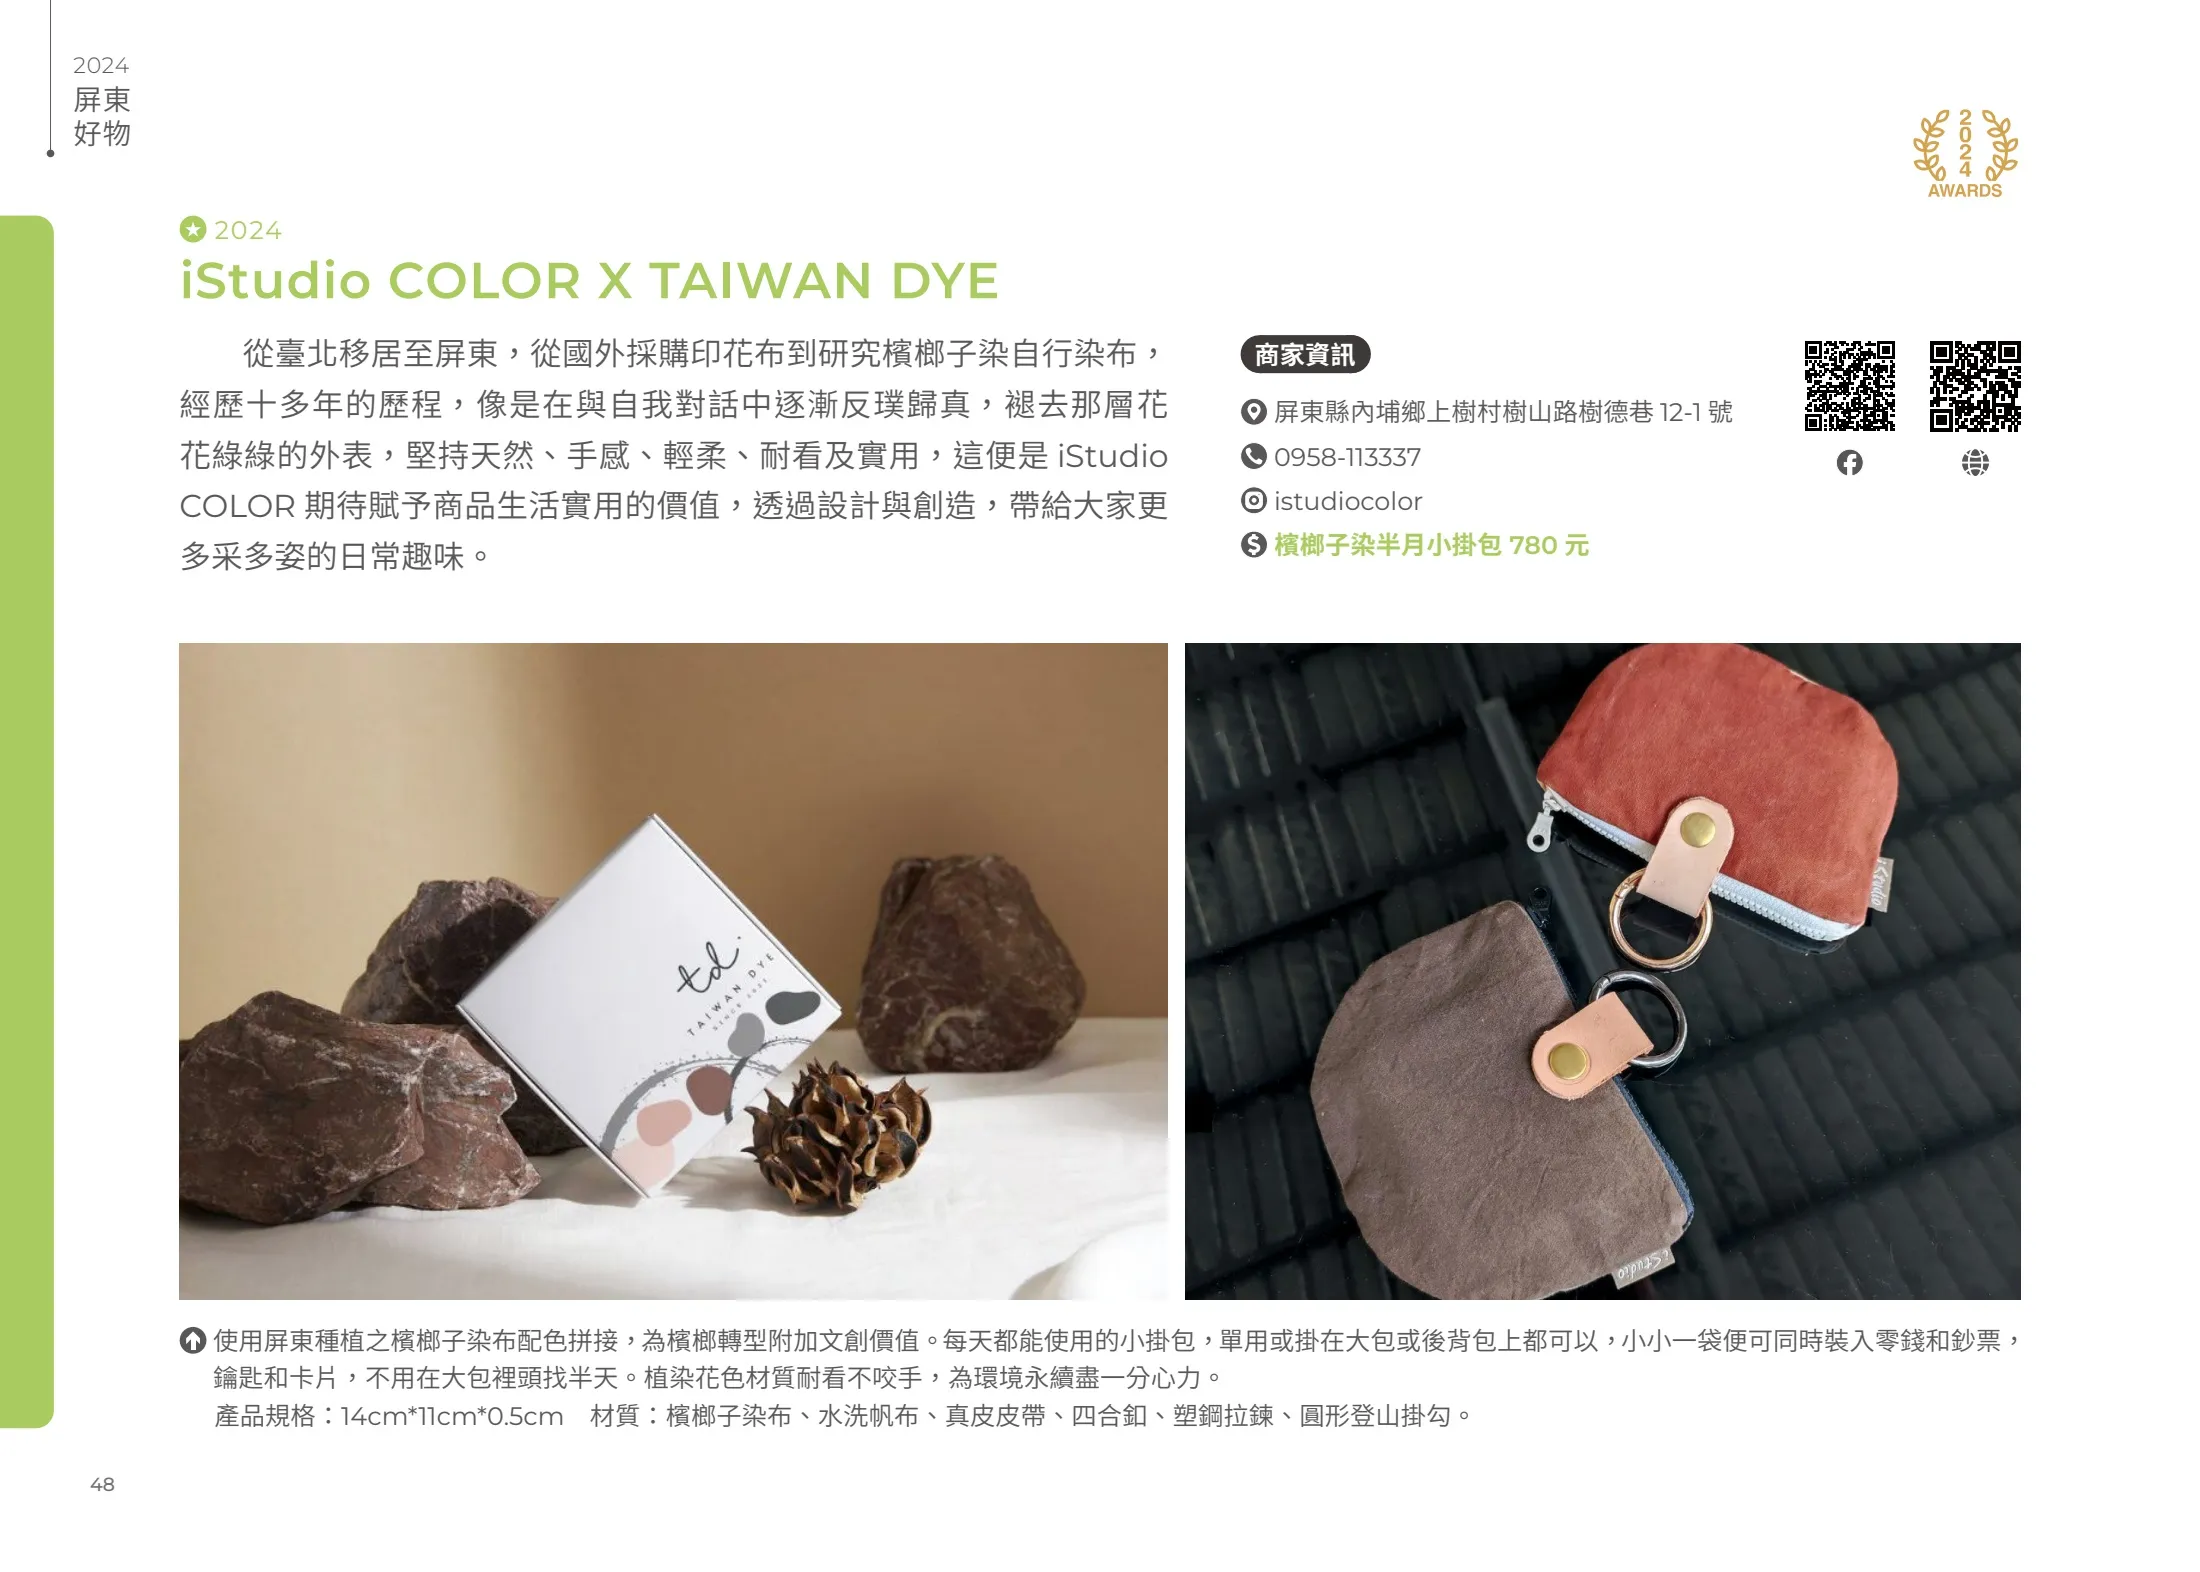 2024
屏東
好物
2024
AWARDS
2024
iStudio COLOR X TAIWAN DYE
從臺北移居至屏東，從國外採購印花布到研究檳榔子染自行染布，
經歷十多年的歷程，像是在與自我對話中逐漸反璞歸真，褪去那層花
花綠綠的外表，堅持天然、手感、輕柔、耐看及實用，這便是 iStudio
COLOR 期待賦予商品生活實用的價值，透過設計與創造，帶給大家更
多采多姿的日常趣味。
商家資訊
屏東縣內埔鄉上樹村樹山路樹德巷 12-1 號
0958-113337
istudiocolor
檳榔子染半月小掛包 780 元
td.
TAIWAN DYE
SINCE 2021
iStudio
iStudio
使用屏東種植之檳榔子染布配色拼接，為檳榔轉型附加文創價值。每天都能使用的小掛包，單用或掛在大包或後背包上都可以，小小一袋便可同時裝入零錢和鈔票，
鑰匙和卡片，不用在大包裡頭找半天。植染花色材質耐看不咬手，為環境永續盡一分心力。
產品規格：14cm*11cm*0.5cm　材質：檳榔子染布、水洗帆布、真皮皮帶、四合釦、塑鋼拉鍊、圓形登山掛勾。
48